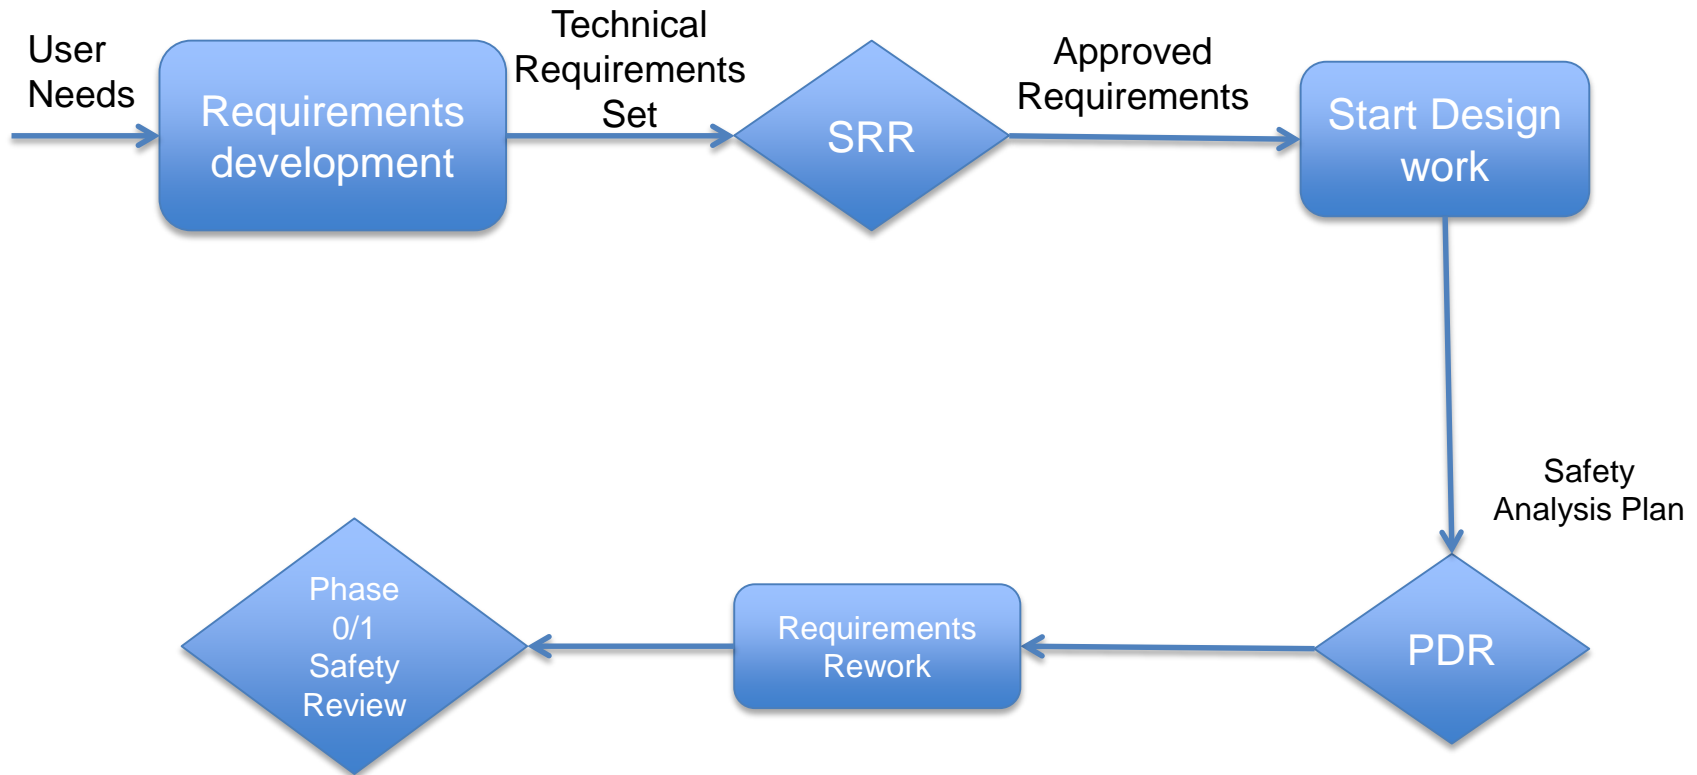 User
Needs
Requirements
development
Technical
Requirements
Set
SRR
Approved
Requirements
Start Design
work
Safety
Analysis Plan
PDR
Requirements
Rework
Phase
0/1
Safety
Review